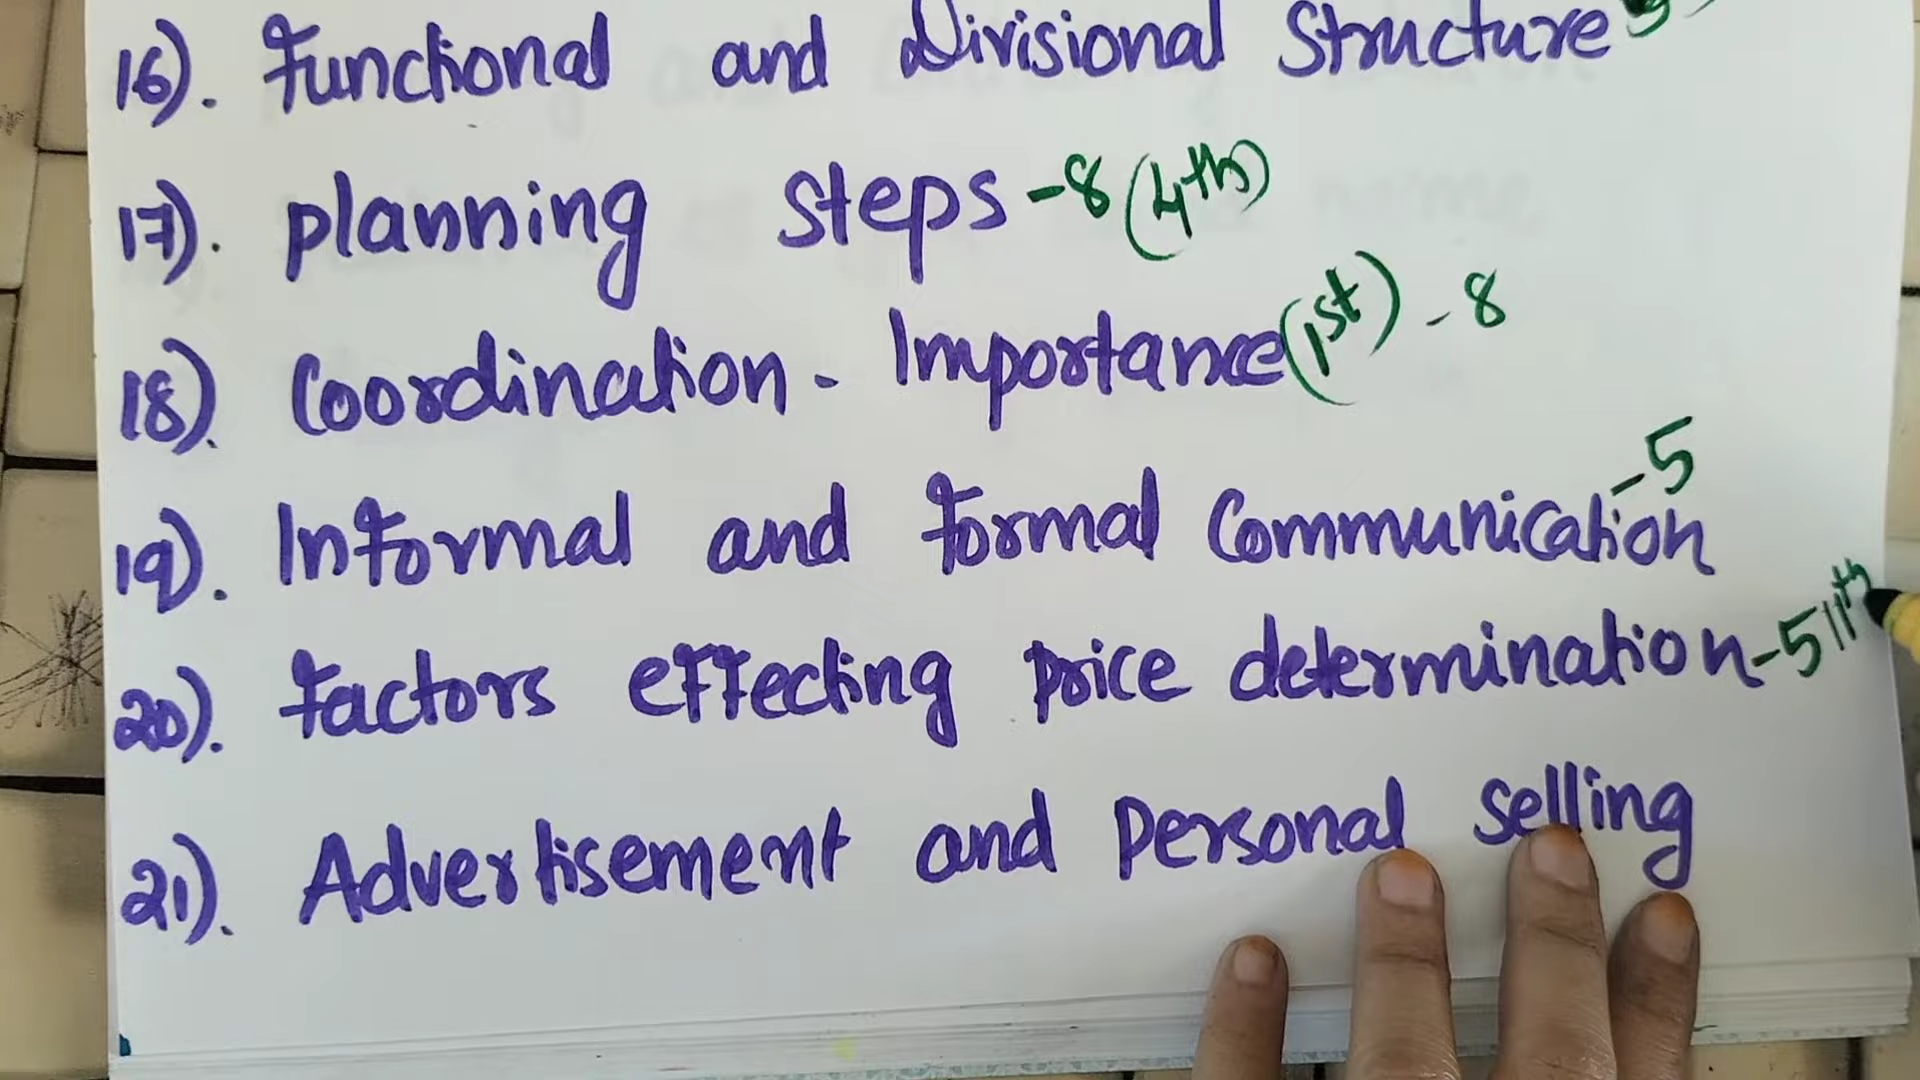 16). Functional and Divisional Structure
17). planning steps -8 (4th)
18). Coordination - Importance (1st) - 8
19). Informal and formal Communication -5
20). factors effecting price determination -5 11th
21). Advertisement and Personal selling